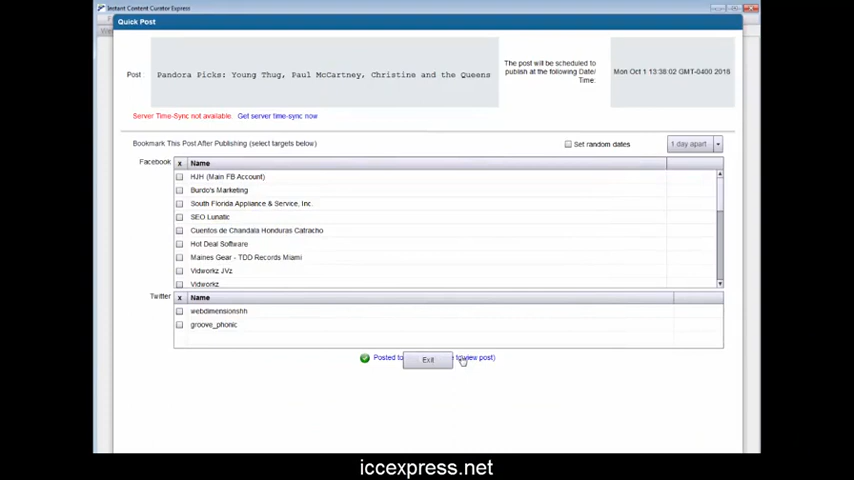 Instant Content Curator Express
Quick Post
Post
Pandora Picks: Young Thug, Paul McCartney, Christine and the Queens
The post will be scheduled to
publish at the following Date/
Time:
Mon Oct 1 13:38:02 GMT-0400 2018
Server Time-Sync not available. Get server time-sync now
Bookmark This Post After Publishing (select targets below)
Set random dates
1 day apart
Facebook
x Name
HJH (Main FB Account)
Burdo's Marketing
South Florida Appliance & Service, Inc.
SEO Lunatic
Cuentos de Chandala Honduras Catracho
Hot Deal Software
Maines Gear - TDD Records Miami
Vidworkz JVz
Vidworkz
Twitter
x Name
webdimensionshh
groove_phonic
Posted to
Exit
view post)
iccexpress.net